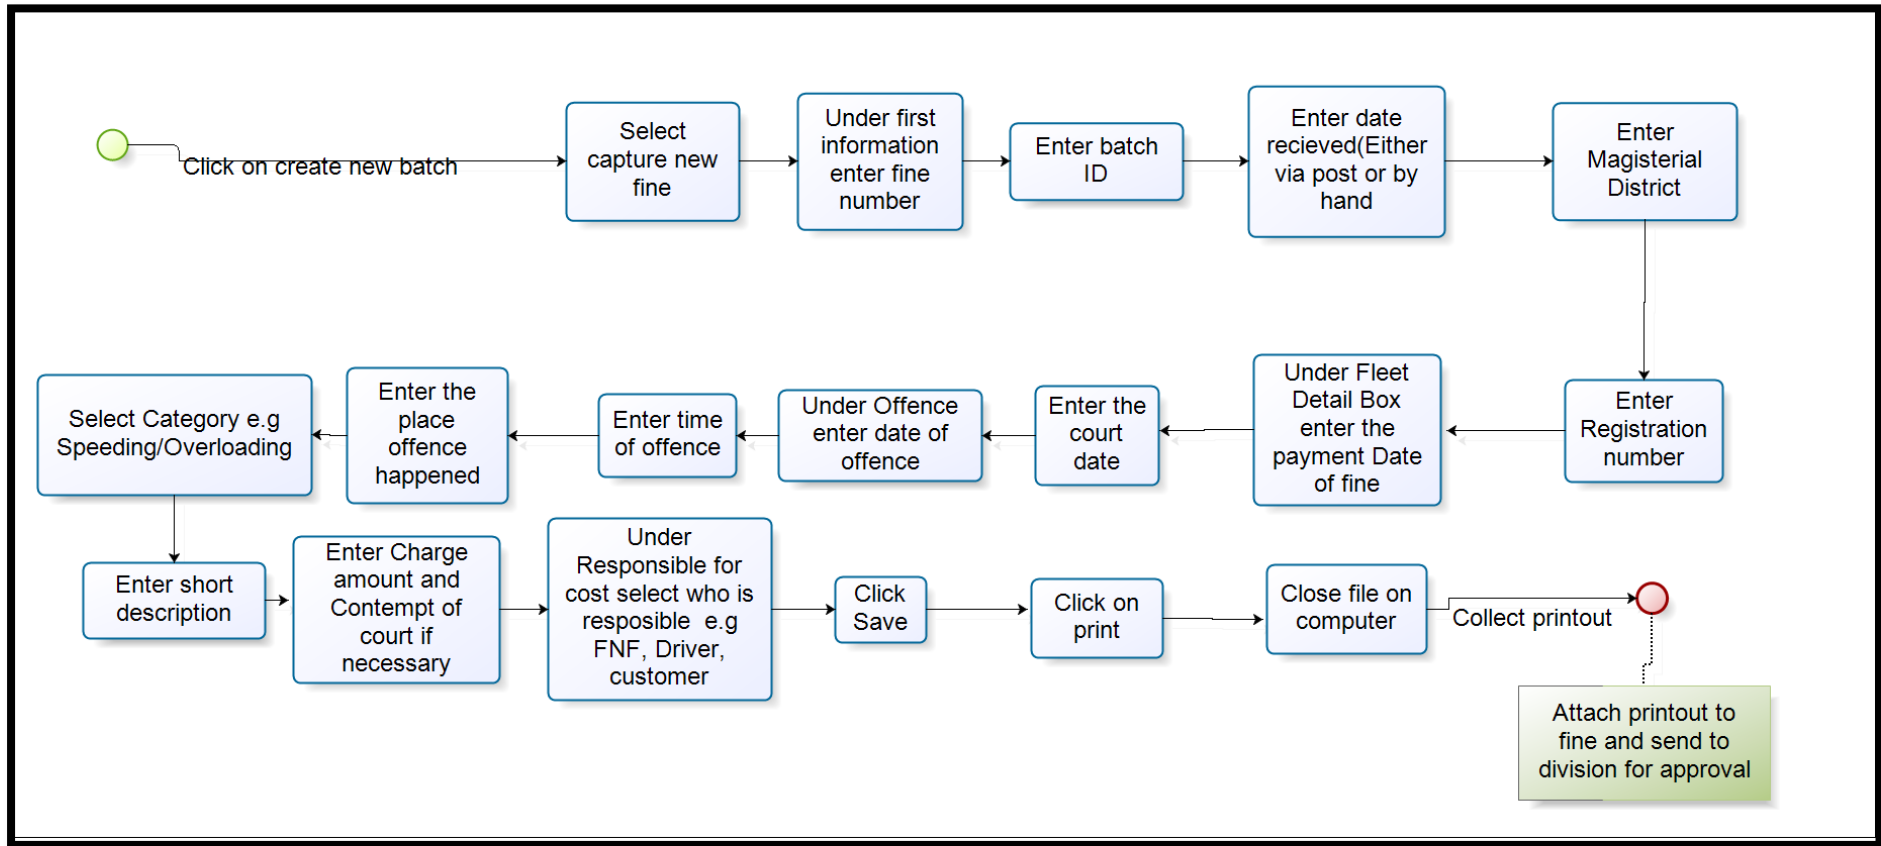 Click on create new batch
Select
capture new
fine
Under first
information
enter fine
number
Enter batch
ID
Enter date
recieved(Either
via post or by
hand
Enter
Magisterial
District
Enter
Registration
number
Under Fleet
Detail Box
enter the
payment Date
of fine
Enter the
court
date
Under Offence
enter date of
offence
Enter time
of offence
Enter the
place
offence
happened
Select Category e.g
Speeding/Overloading
Enter short
description
Enter Charge
amount and
Contempt of
court if
necessary
Under
Responsible for
cost select who is
resposible e.g
FNF, Driver,
customer
Click
Save
Click on
print
Close file on
computer
Collect printout
Attach printout to
fine and send to
division for approval